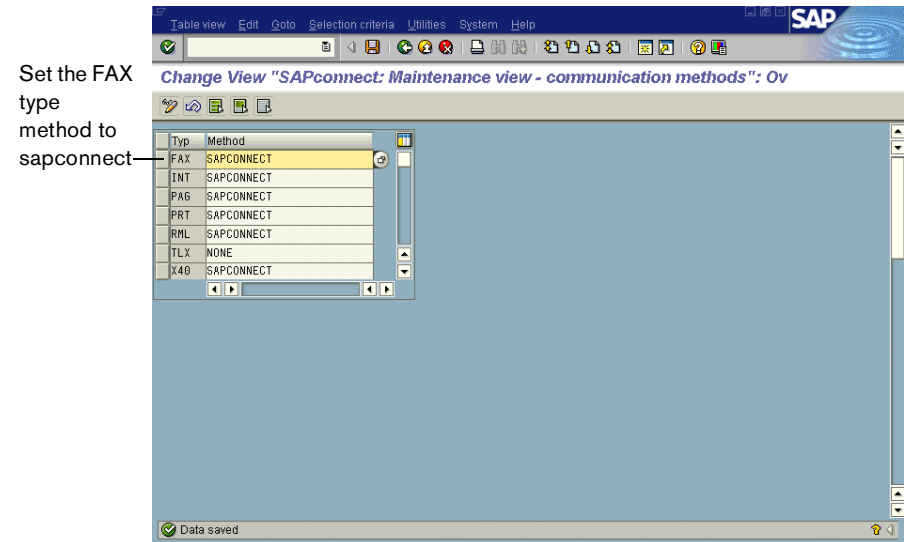 Table view Edit Goto Selection criteria Utilities System Help
SAP
Change View "SAPconnect: Maintenance view - communication methods": Ov
Set the FAX
type
method to
sapconnect
Typ Method
FAX SAPCONNECT
INT SAPCONNECT
PAG SAPCONNECT
PRT SAPCONNECT
RML SAPCONNECT
TLX NONE
X40 SAPCONNECT
Data saved